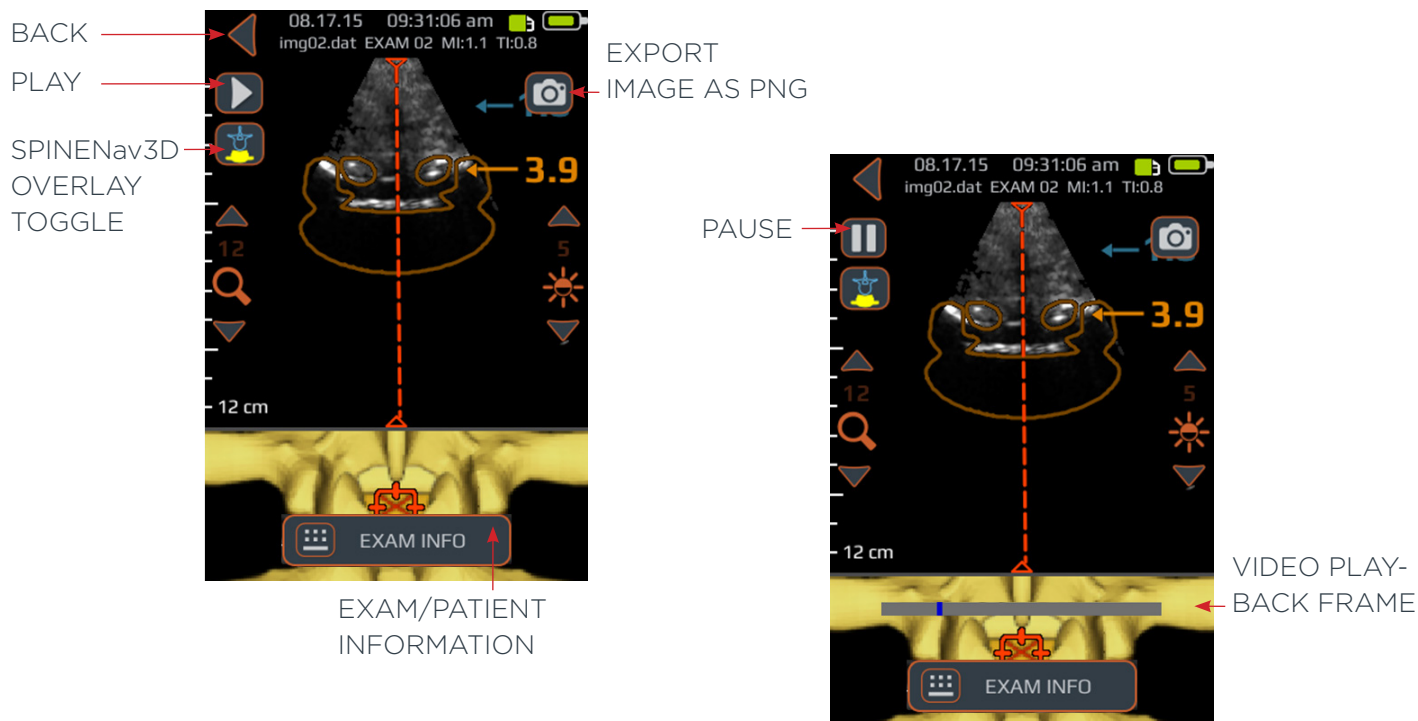 BACK
PLAY
SPINENav3D
OVERLAY
TOGGLE
08.17.15 09:31:06 am
img02.dat EXAM 02 MI:1.1 TI:0.8
EXPORT
IMAGE AS PNG
3.9
12
5
12 cm
EXAM INFO
EXAM/PATIENT
INFORMATION
PAUSE
08.17.15 09:31:06 am
img02.dat EXAM 02 MI:1.1 TI:0.8
3.9
12
5
12 cm
EXAM INFO
VIDEO PLAY-
BACK FRAME